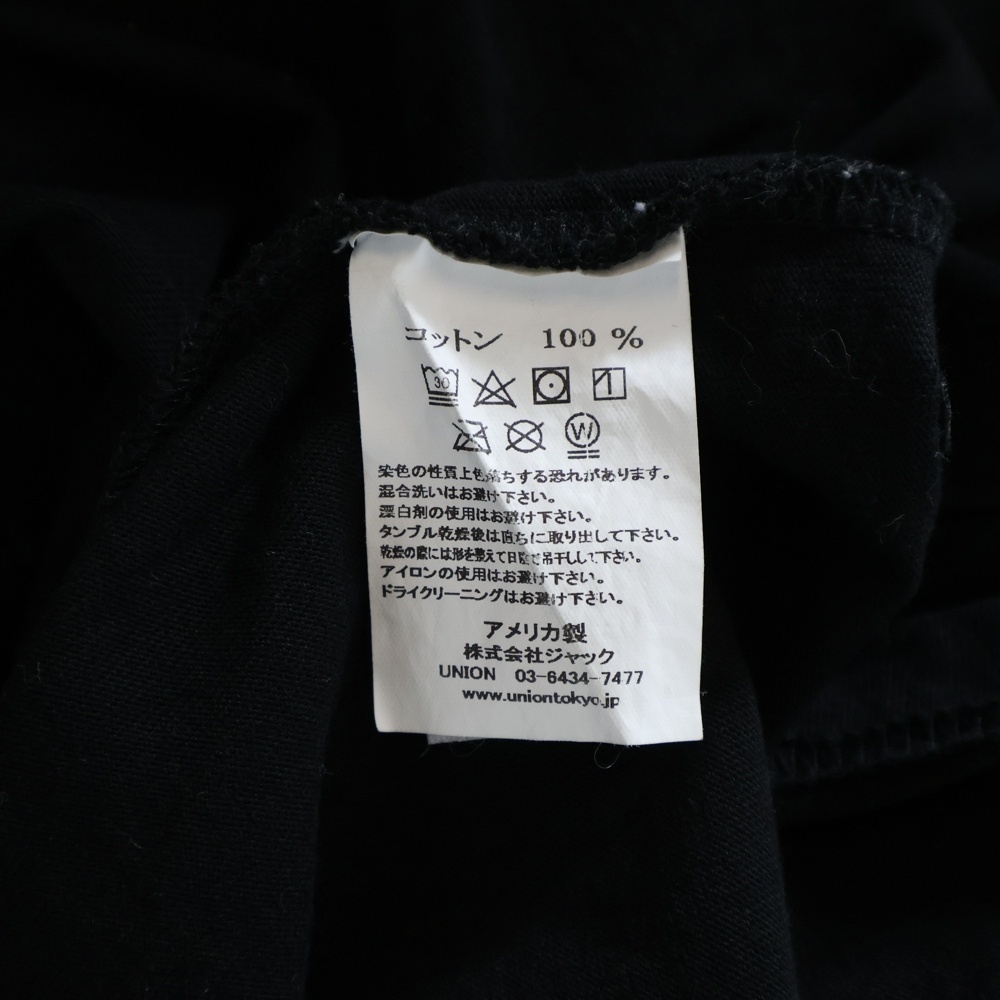 コットン 100 %
30
W
染色の性質上色落ちする恐れがあります。
混合洗いはお避け下さい。
漂白剤の使用はお避け下さい。
タンブル乾燥後は直ちに取り出して下さい。
乾燥の際には形を整えて日陰で吊干しして下さい。
アイロンの使用はお避け下さい。
ドライクリーニングはお避け下さい。
アメリカ製
株式会社ジャック
UNION 03-6434-7477
www.uniontokyo.jp